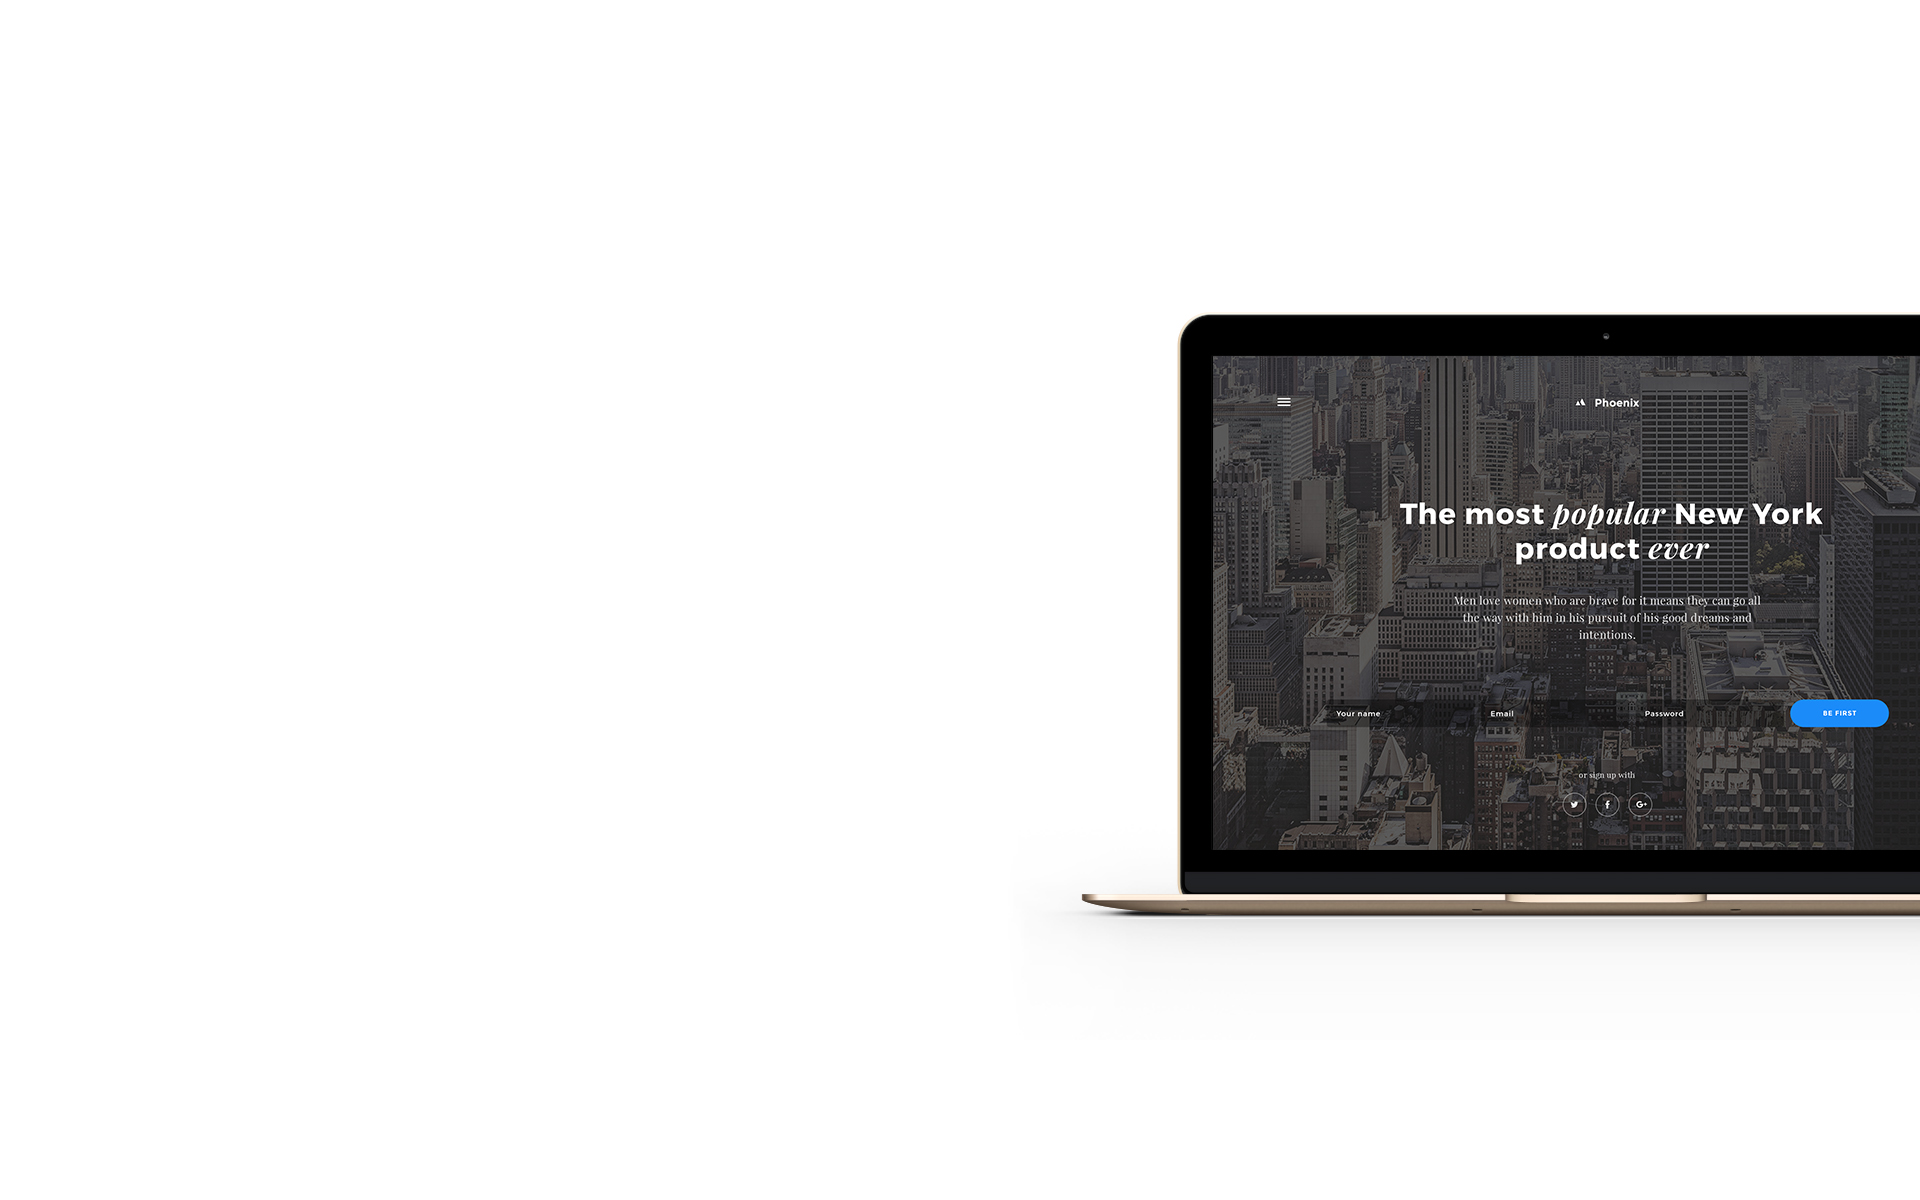 Phoenix
The most popular New York
product ever
Men love women who are brave for it means they can go all
the way with him in his pursuit of his good dreams and
intentions.
Your name
Email
Password
BE FIRST
or sign up with